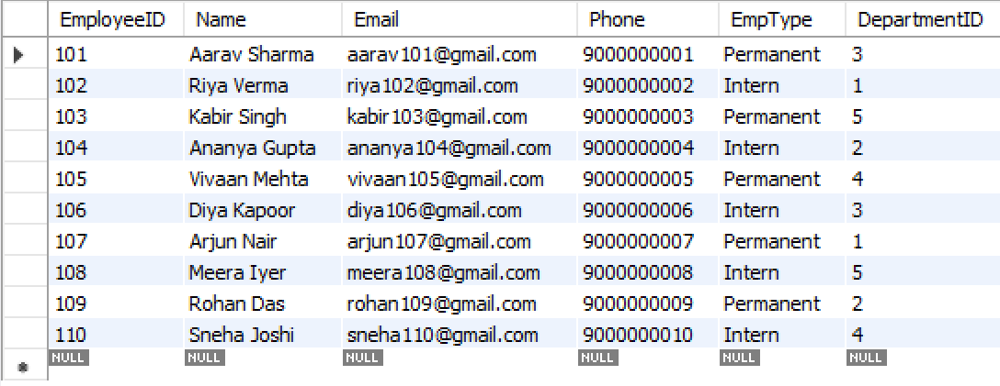 EmployeeID Name Email Phone EmpType DepartmentID
101 Aarav Sharma aarav101@gmail.com 9000000001 Permanent 3
102 Riya Verma riya102@gmail.com 9000000002 Intern 1
103 Kabir Singh kabir103@gmail.com 9000000003 Permanent 5
104 Ananya Gupta ananya104@gmail.com 9000000004 Intern 2
105 Vivaan Mehta vivaan105@gmail.com 9000000005 Permanent 4
106 Diya Kapoor diya106@gmail.com 9000000006 Intern 3
107 Arjun Nair arjun107@gmail.com 9000000007 Permanent 1
108 Meera Iyer meera108@gmail.com 9000000008 Intern 5
109 Rohan Das rohan109@gmail.com 9000000009 Permanent 2
110 Sneha Joshi sneha110@gmail.com 9000000010 Intern 4
NULL NULL NULL NULL NULL NULL